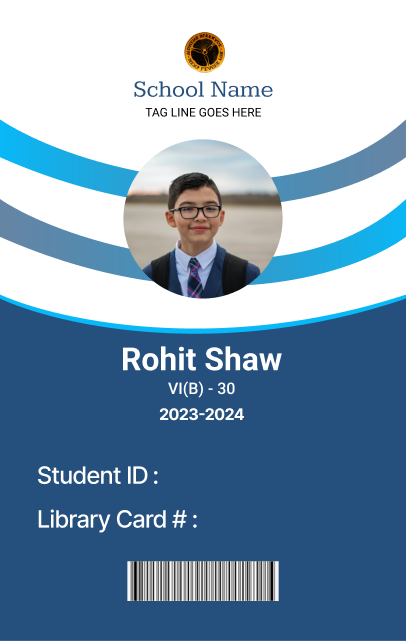 School Name
TAG LINE GOES HERE
Rohit Shaw
VI(B) - 30
2023-2024
Student ID :
Library Card # :